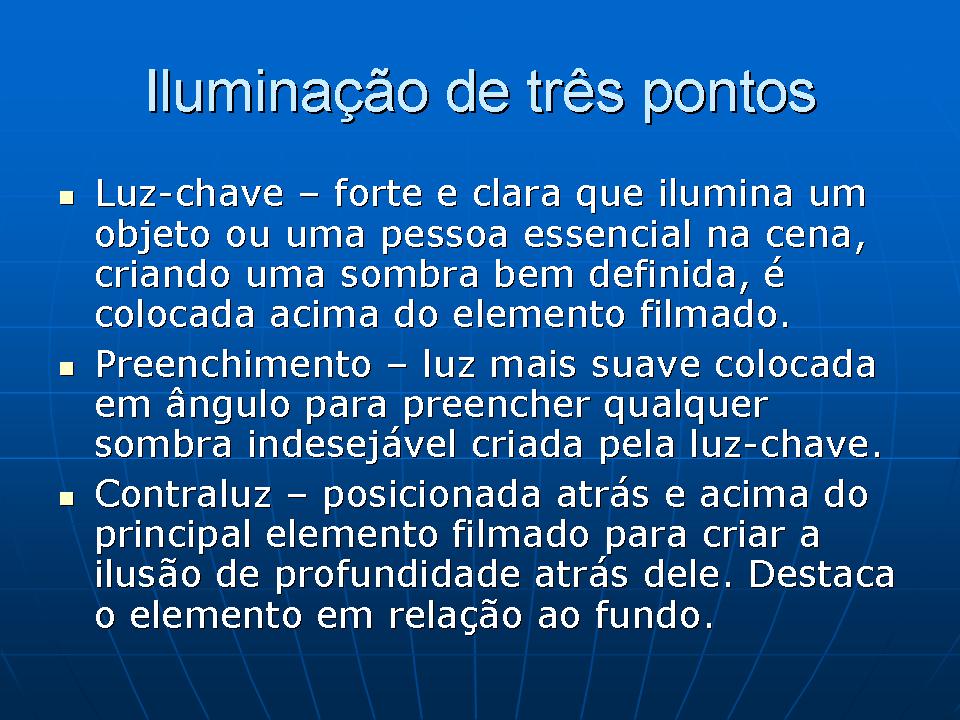 Iluminação de três pontos
Luz-chave – forte e clara que ilumina um
objeto ou uma pessoa essencial na cena,
criando uma sombra bem definida, é
colocada acima do elemento filmado.
Preenchimento – luz mais suave colocada
em ângulo para preencher qualquer
sombra indesejável criada pela luz-chave.
Contraluz – posicionada atrás e acima do
principal elemento filmado para criar a
ilusão de profundidade atrás dele. Destaca
o elemento em relação ao fundo.